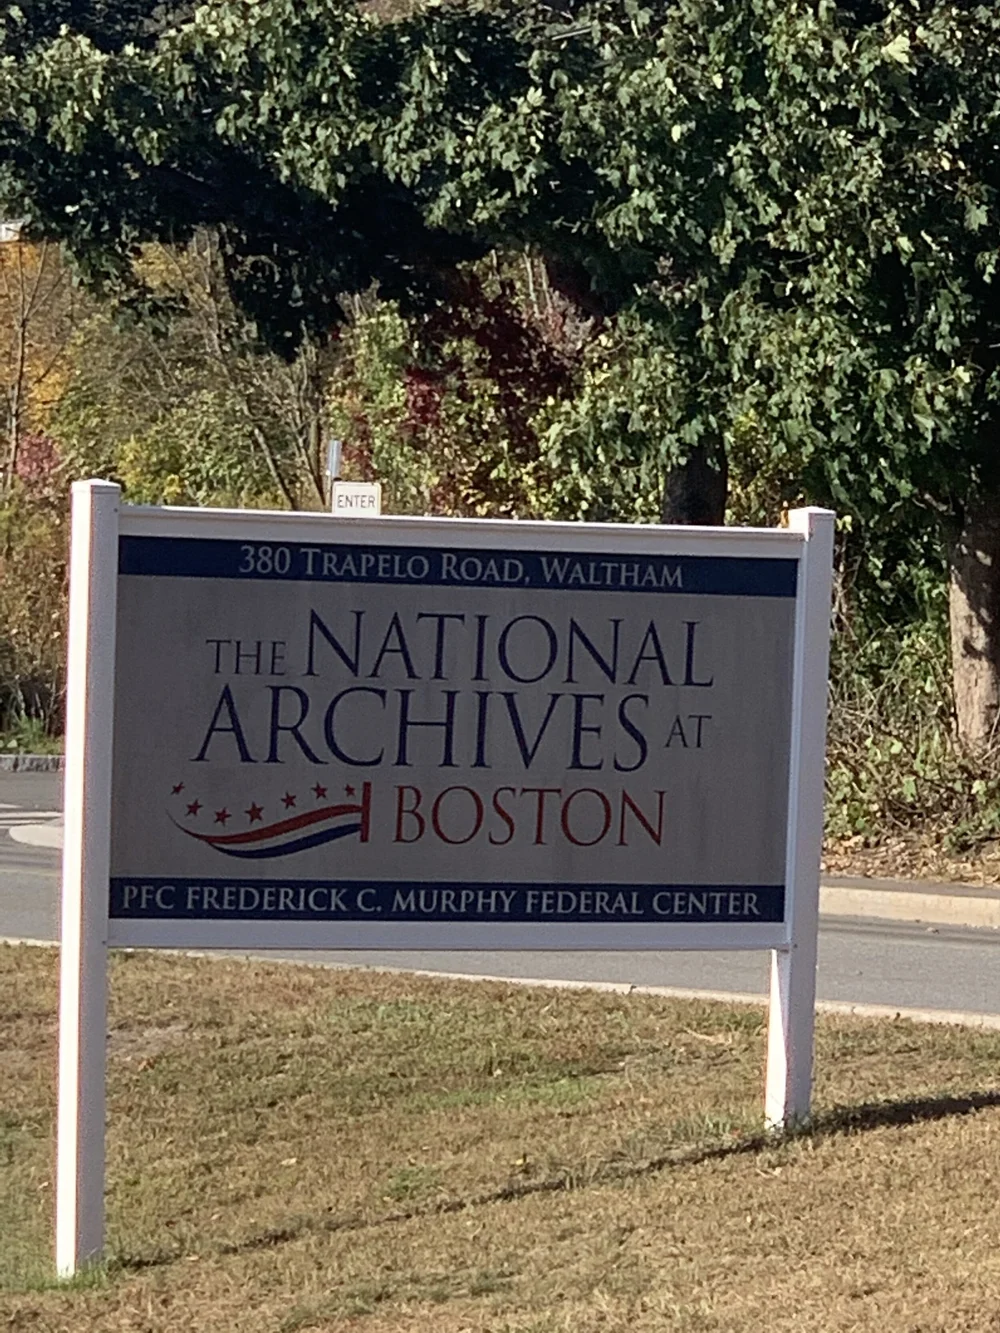 ENTER
380 TRAPELO ROAD, WALTHAM
THE NATIONAL
ARCHIVES AT
BOSTON
PFC FREDERICK C. MURPHY FEDERAL CENTER